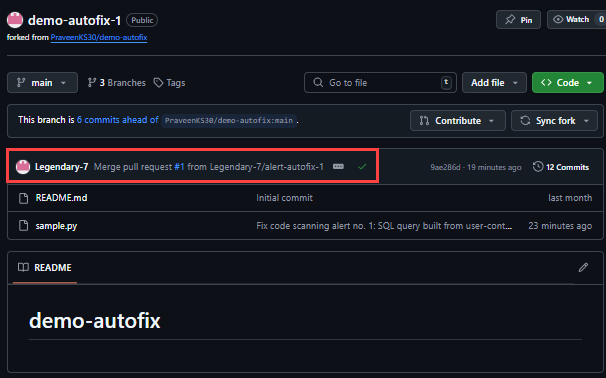 demo-autofix-1 Public
Pin
Watch 0
forked from PraveenKS30/demo-autofix
main
3 Branches
Tags
Go to file
t
Add file
Code
This branch is 6 commits ahead of PraveenKS30/demo-autofix:main.
Contribute
Sync fork
Legendary-7 Merge pull request #1 from Legendary-7/alert-autofix-1
9ae286d · 19 minutes ago
12 Commits
README.md Initial commit last month
sample.py Fix code scanning alert no. 1: SQL query built from user-cont... 23 minutes ago
README
demo-autofix